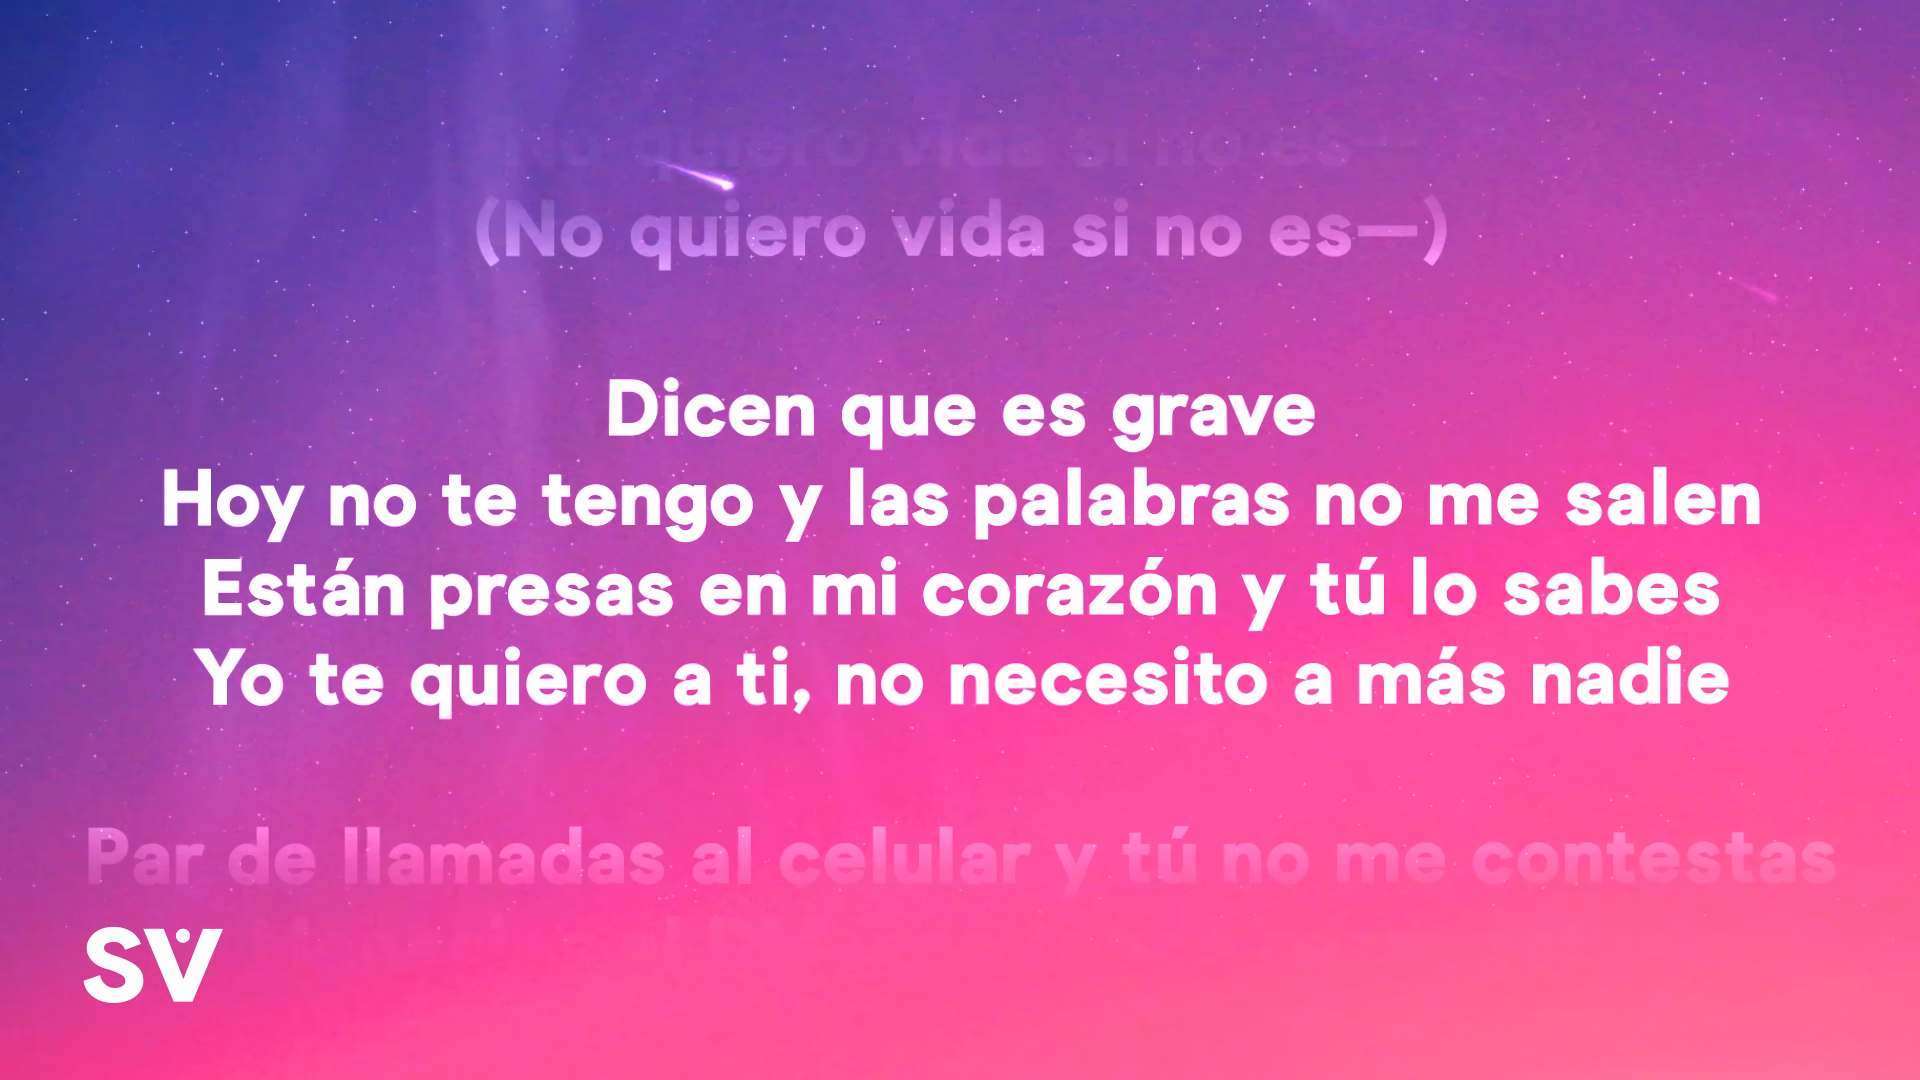 No quiero vida si no es—
(No quiero vida si no es—)
Dicen que es grave
Hoy no te tengo y las palabras no me salen
Están presas en mi corazón y tú lo sabes
Yo te quiero a ti, no necesito a más nadie
Par de llamadas al celular y tú no me contestas
SV